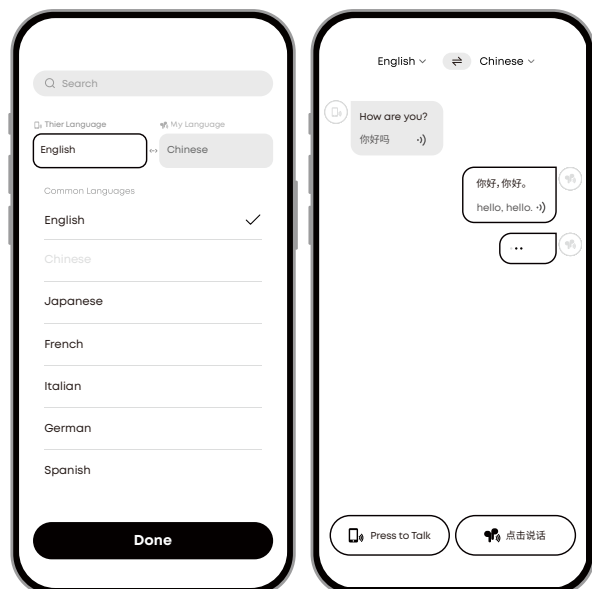 Search
Thier Language
My Language
English
Chinese
Common Languages
English
Chinese
Japanese
French
Italian
German
Spanish
Done
English
Chinese
How are you?
你好吗
你好，你好。
hello, hello.
Press to Talk
点击说话